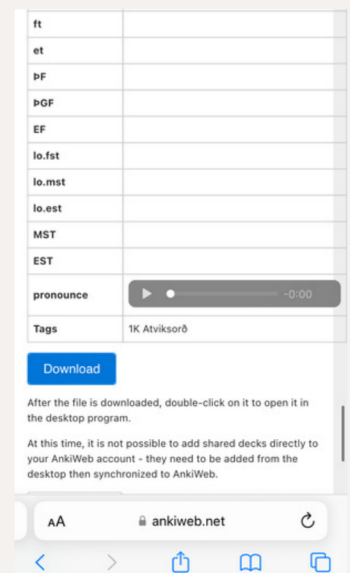 ft
et
ÞF
ÞGF
EF
lo.fst
lo.mst
lo.est
MST
EST
pronounce -0:00
Tags 1K Atviksorð
Download
After the file is downloaded, double-click on it to open it in
the desktop program.
At this time, it is not possible to add shared decks directly to
your AnkiWeb account - they need to be added from the
desktop then synchronized to AnkiWeb.
AA ankiweb.net